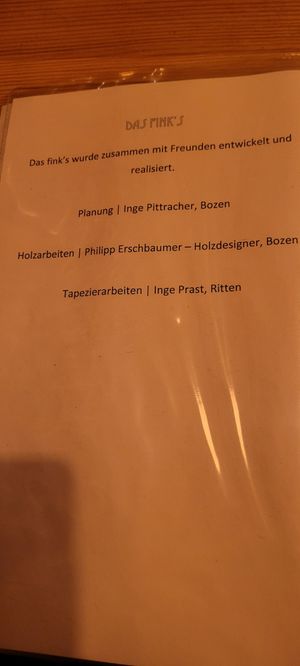 DAS FINK'S
Das fink's wurde zusammen mit Freunden entwickelt und
realisiert.
Planung | Inge Pittracher, Bozen
Holzarbeiten | Philipp Erschbaumer – Holzdesigner, Bozen
Tapezierarbeiten | Inge Prast, Ritten